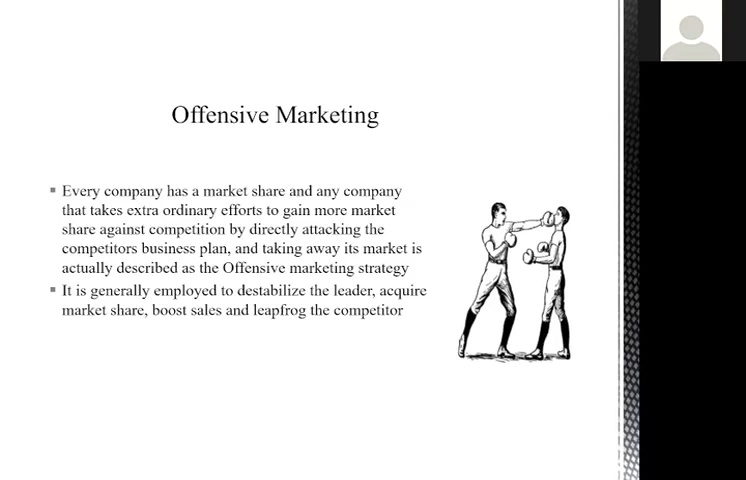 Offensive Marketing
Every company has a market share and any company
that takes extra ordinary efforts to gain more market
share against competition by directly attacking the
competitors business plan, and taking away its market is
actually described as the Offensive marketing strategy
It is generally employed to destabilize the leader, acquire
market share, boost sales and leapfrog the competitor